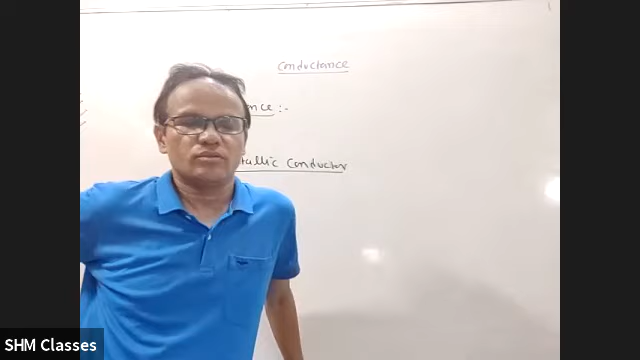 Conductance
nce :-
tallic Conductor
SHM Classes